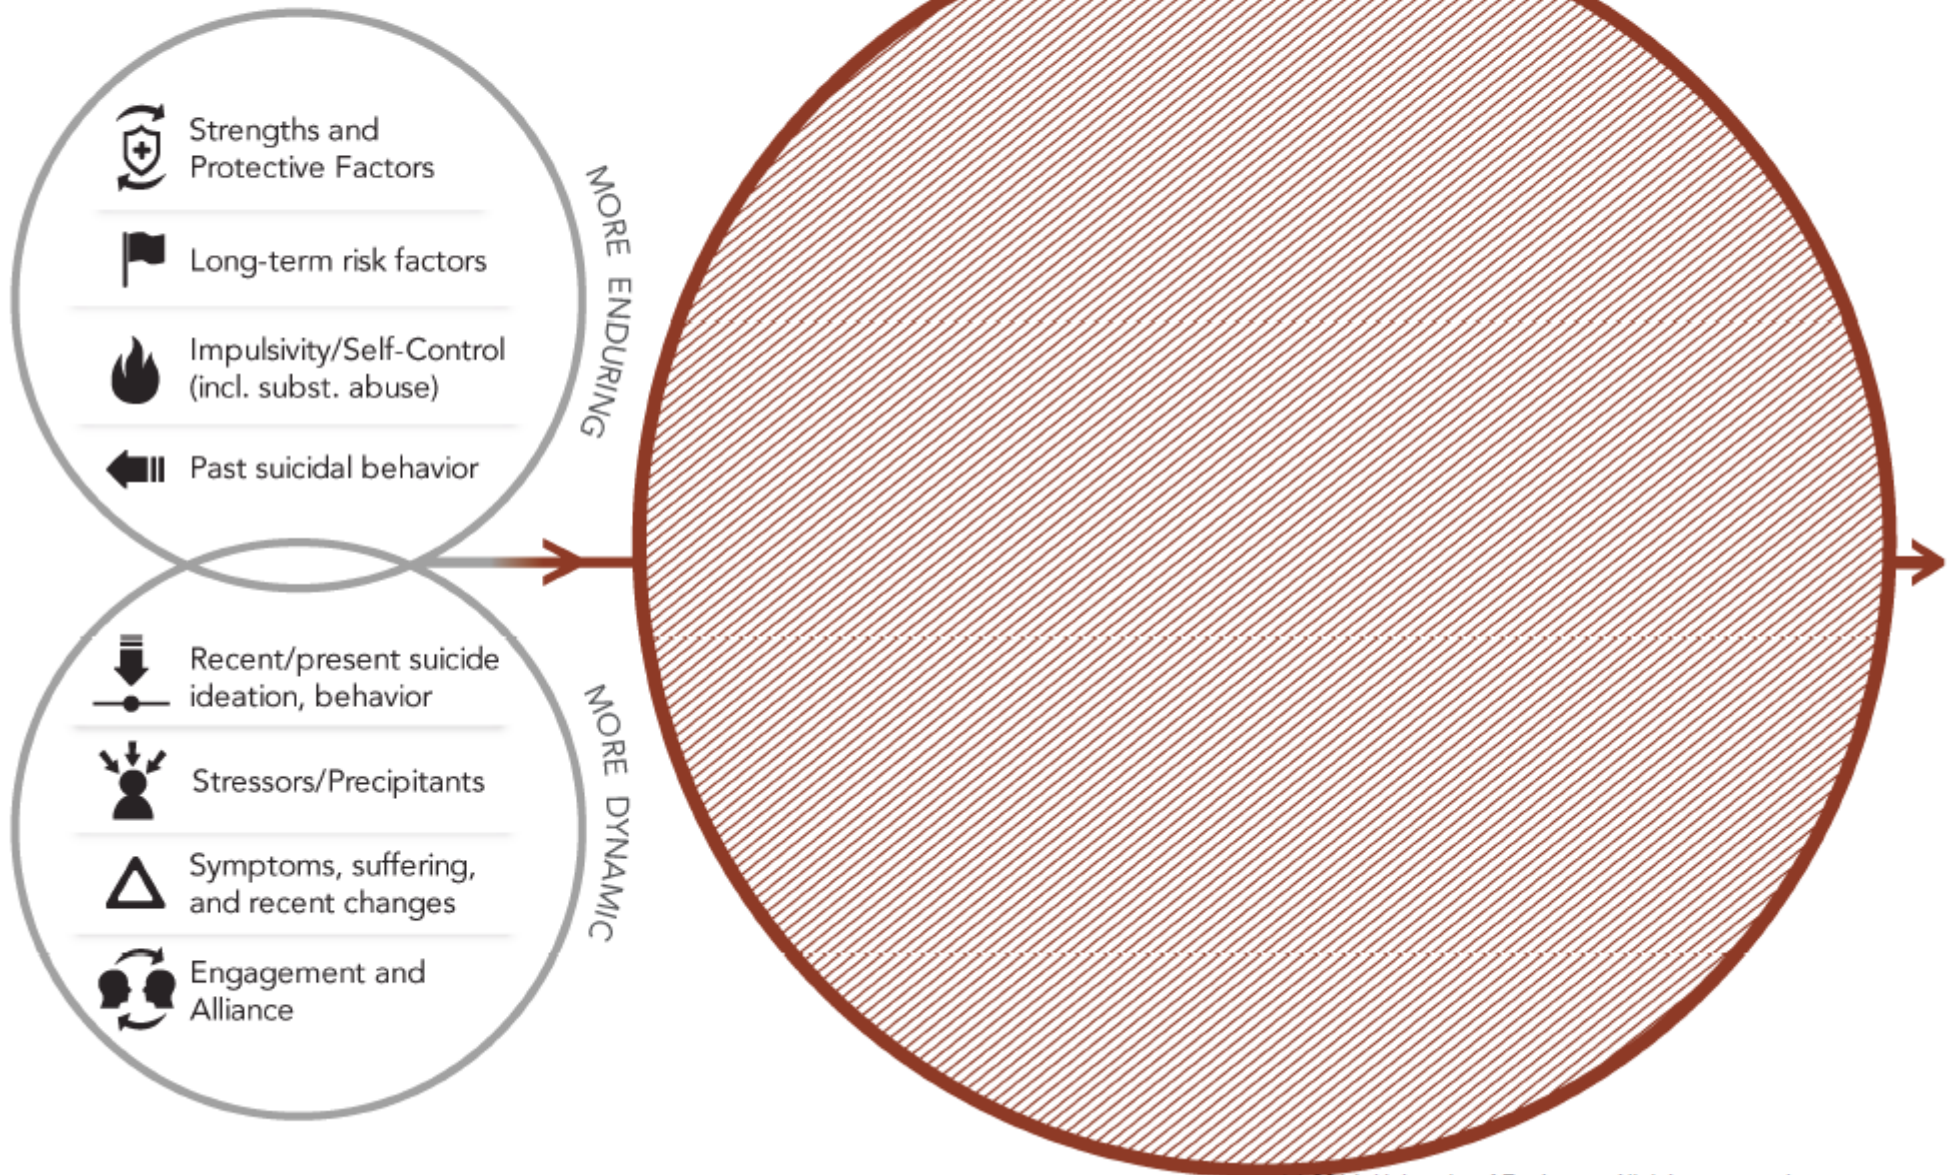 Strengths and
Protective Factors
Long-term risk factors
Impulsivity/Self-Control
(incl. subst. abuse)
Past suicidal behavior
MORE ENDURING
Recent/present suicide
ideation, behavior
Stressors/Precipitants
Symptoms, suffering,
and recent changes
Engagement and
Alliance
MORE DYNAMIC